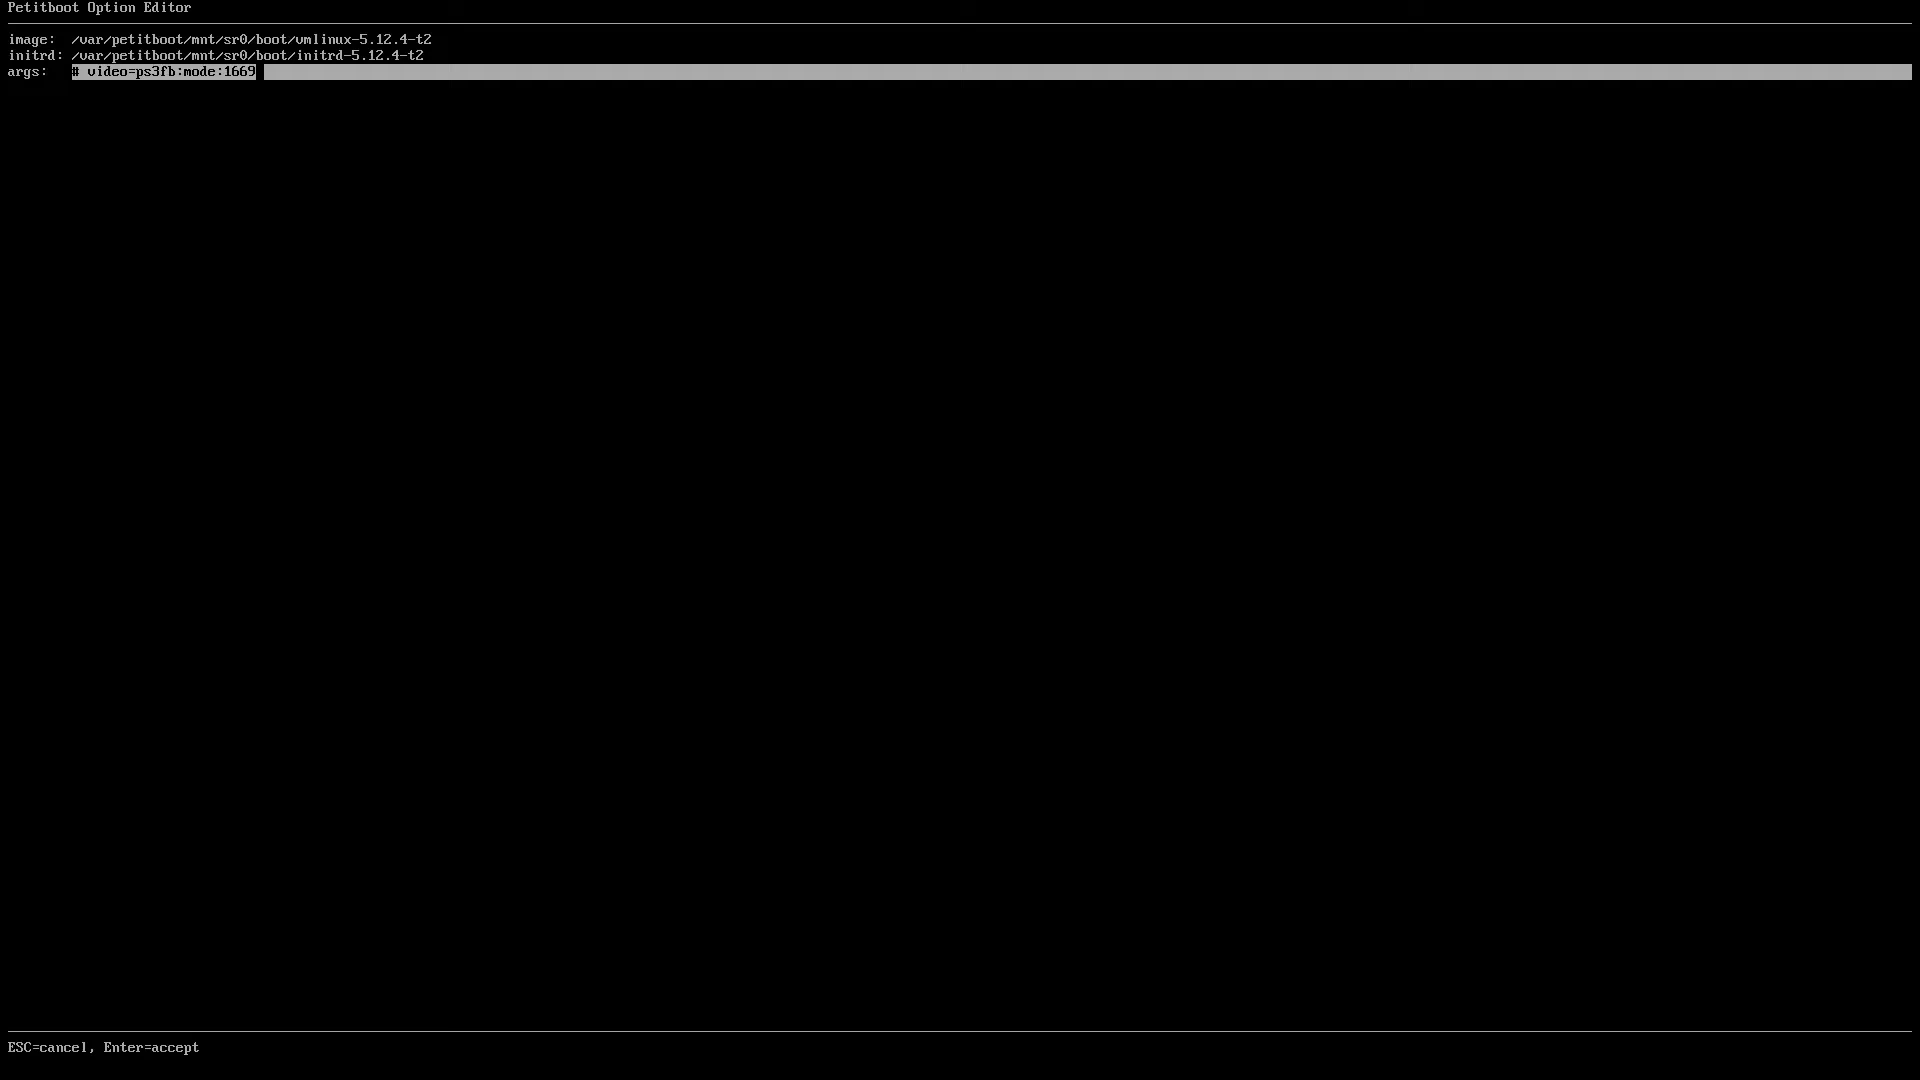 Petitboot Option Editor
image: /var/petitboot/mnt/sr0/boot/vmlinux-5.12.4-t2
initrd: /var/petitboot/mnt/sr0/boot/initrd-5.12.4-t2
args: # video=ps3fb:mode:1669
ESC=cancel, Enter=accept